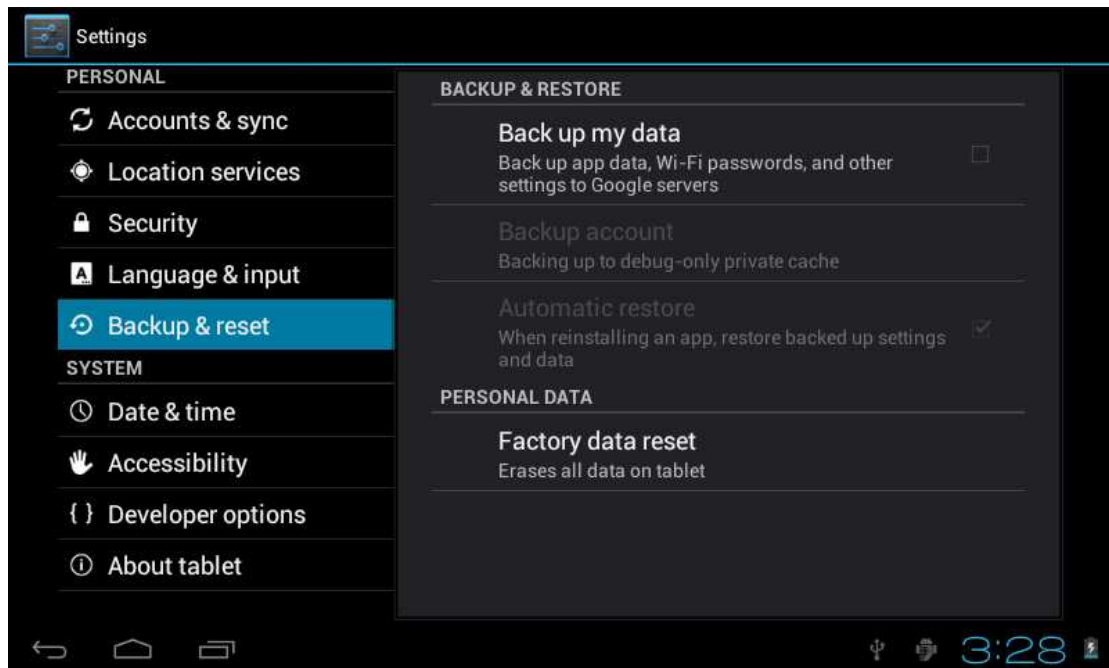 Settings
PERSONAL
Accounts & sync
Location services
Security
Language & input
Backup & reset
SYSTEM
Date & time
Accessibility
{ } Developer options
About tablet
BACKUP & RESTORE
Back up my data
Back up app data, Wi-Fi passwords, and other
settings to Google servers
Backup account
Backing up to debug-only private cache
Automatic restore
When reinstalling an app, restore backed up settings
and data
PERSONAL DATA
Factory data reset
Erases all data on tablet
3:28